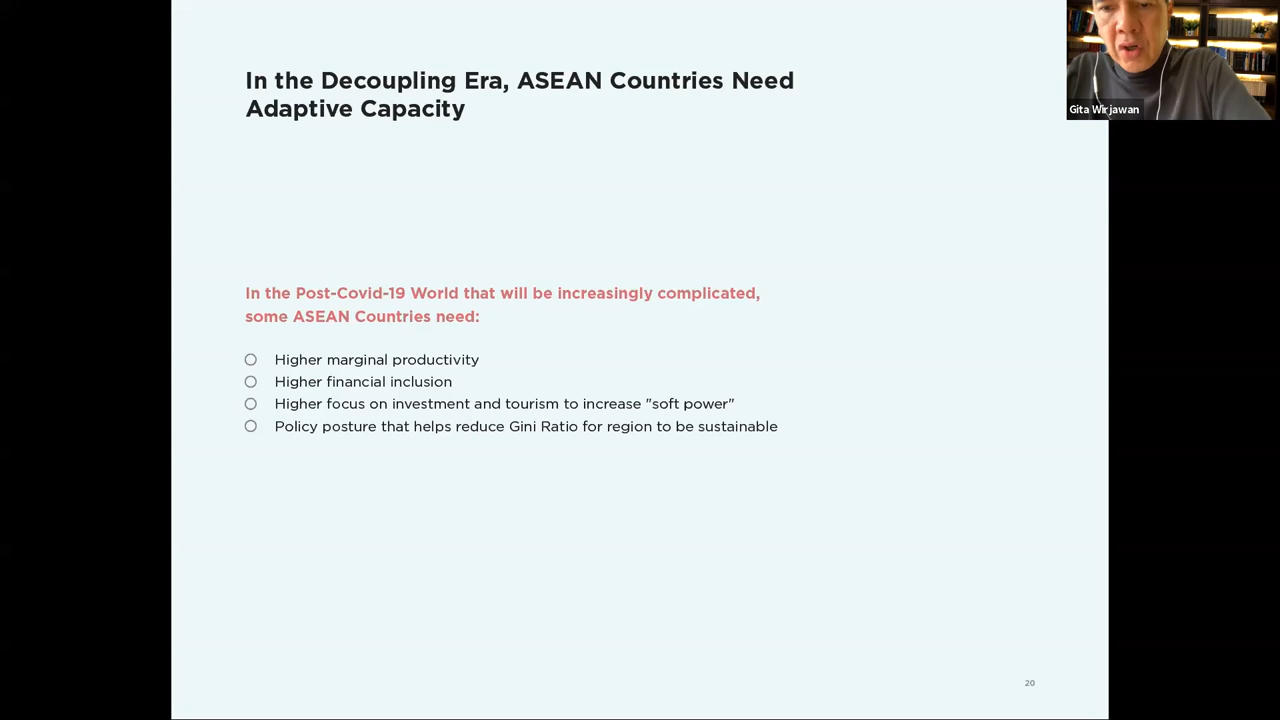 In the Decoupling Era, ASEAN Countries Need
Adaptive Capacity
Gita Wirjawan
In the Post-Covid-19 World that will be increasingly complicated,
some ASEAN Countries need:
Higher marginal productivity
Higher financial inclusion
Higher focus on investment and tourism to increase "soft power"
Policy posture that helps reduce Gini Ratio for region to be sustainable
20